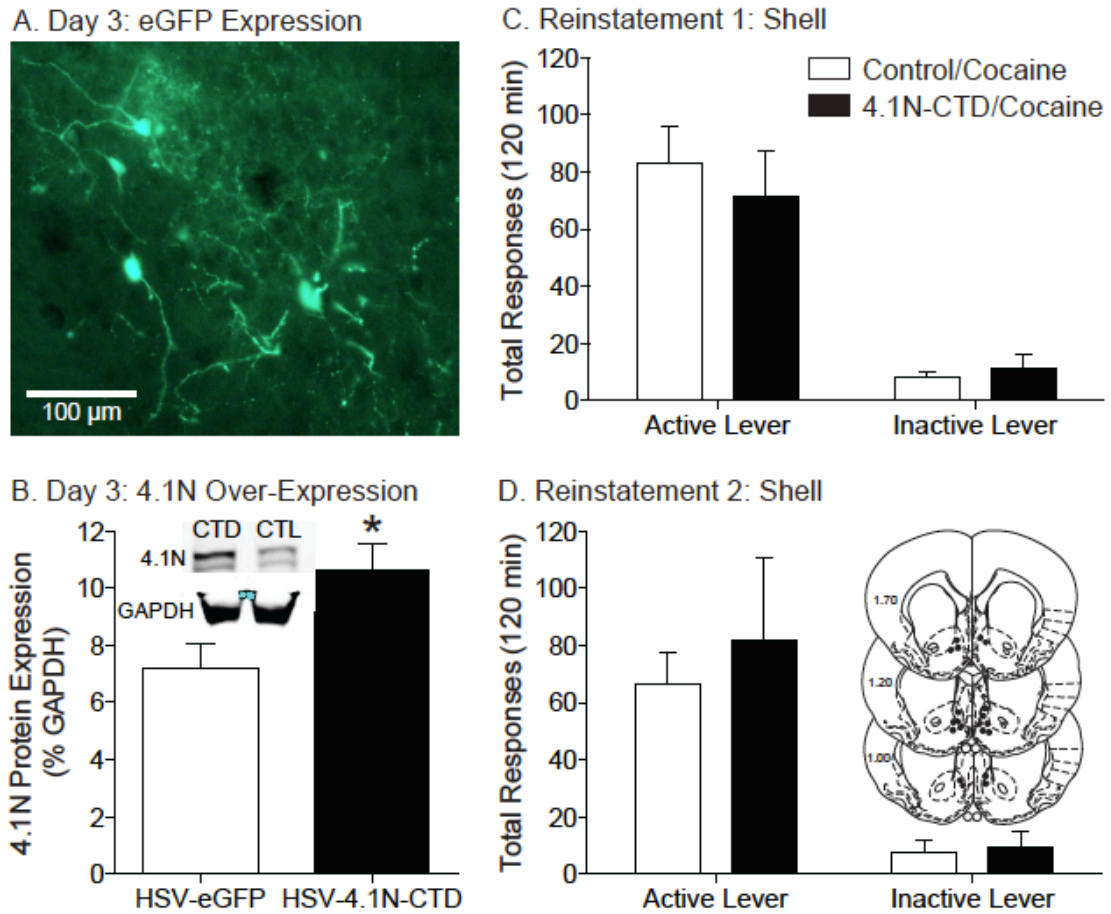 A. Day 3: eGFP Expression
100 µm
B. Day 3: 4.1N Over-Expression
4.1N Protein Expression
(% GAPDH)
12
10
8
6
4
2
0
CTD CTL
*
4.1N
GAPDH
HSV-eGFP HSV-4.1N-CTD
C. Reinstatement 1: Shell
Total Responses (120 min)
120
100
80
60
40
20
0
Control/Cocaine
4.1N-CTD/Cocaine
Active Lever Inactive Lever
D. Reinstatement 2: Shell
Total Responses (120 min)
120
100
80
60
40
20
0
1.70
1.20
1.00
Active Lever Inactive Lever